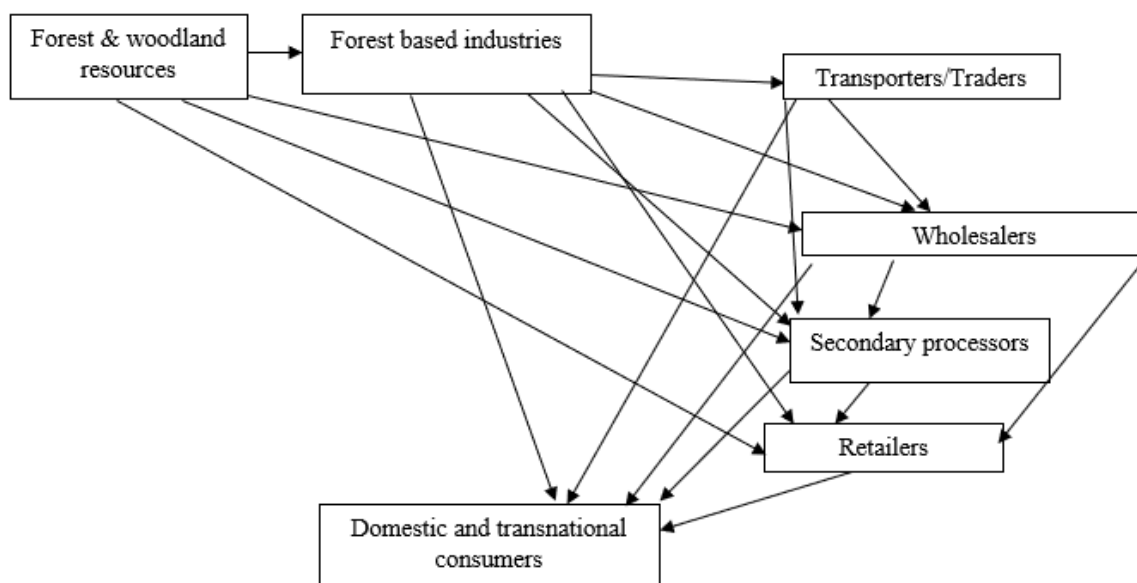 Forest & woodland
resources
Forest based industries
Transporters/Traders
Wholesalers
Secondary processors
Retailers
Domestic and transnational
consumers